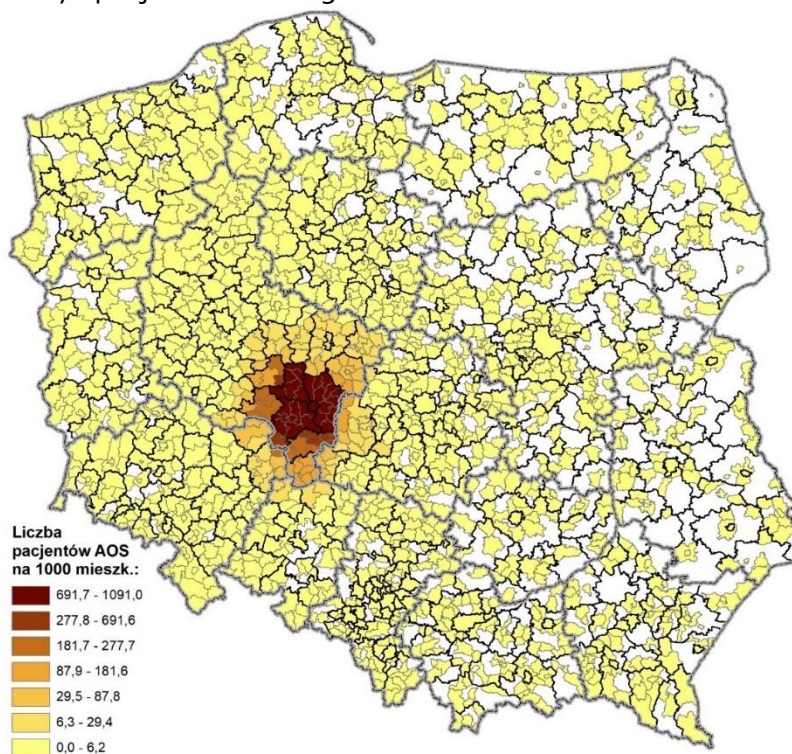 Liczba
pacjentów AOS
na 1000 mieszk.:
691,7 - 1091,0
277,8 - 691,6
181,7 - 277,7
87,9 - 181,6
29,5 - 87,8
6,3 - 29,4
0,0 - 6,2